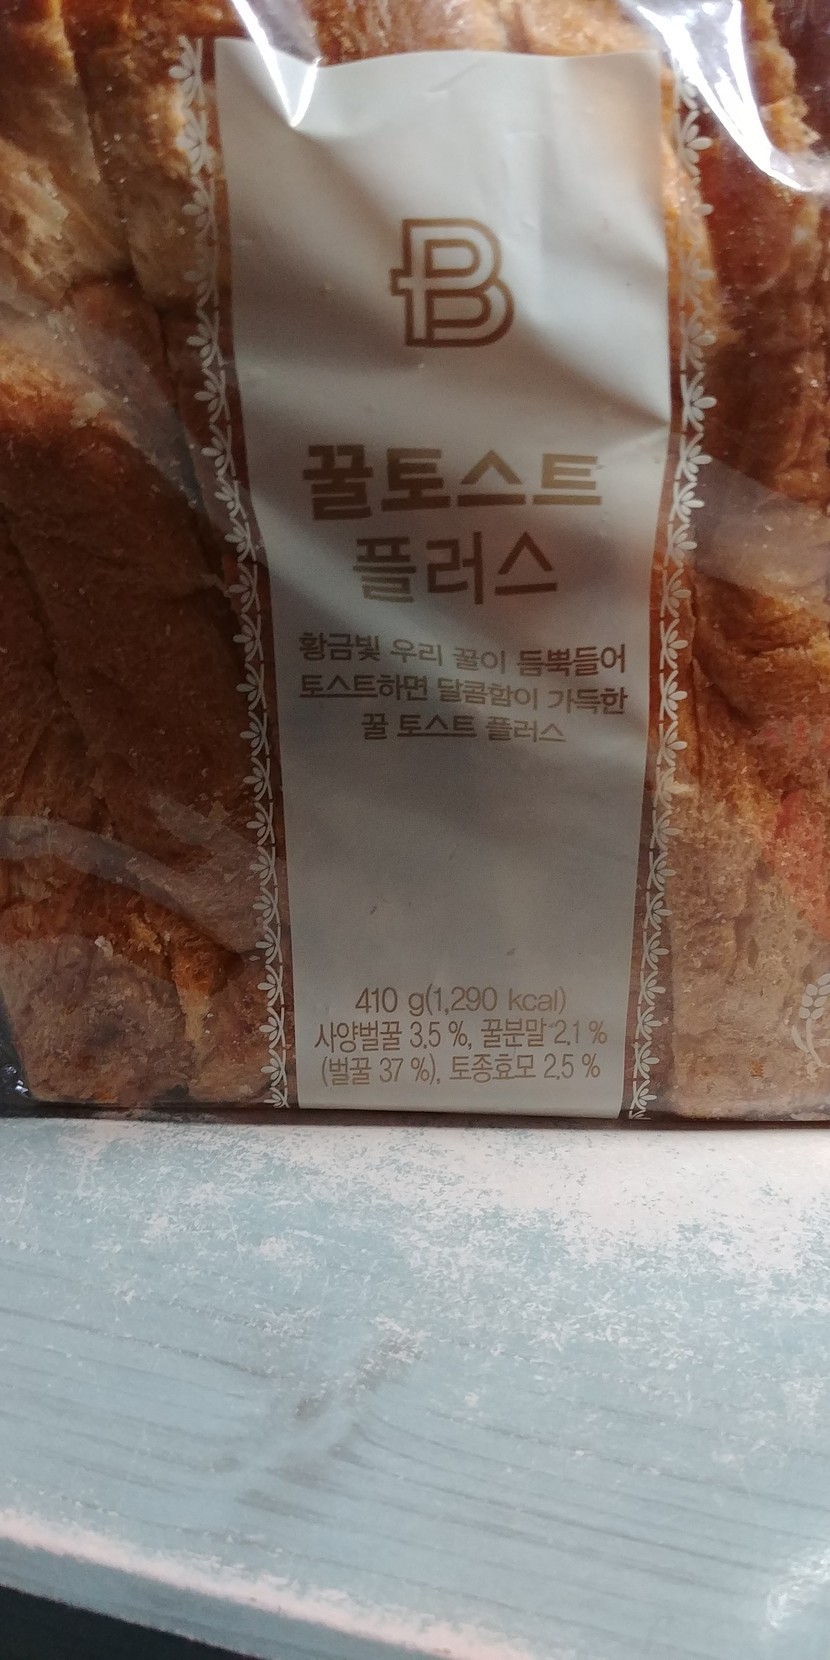 B
꿀토스트
플러스
황금빛 우리 꿀이 듬뿍들어
토스트하면 달콤함이 가득한
꿀 토스트 플러스
410 g(1,290 kcal)
사양벌꿀 3.5 %, 꿀분말 2.1 %
(벌꿀 37 %), 토종효모 2.5 %